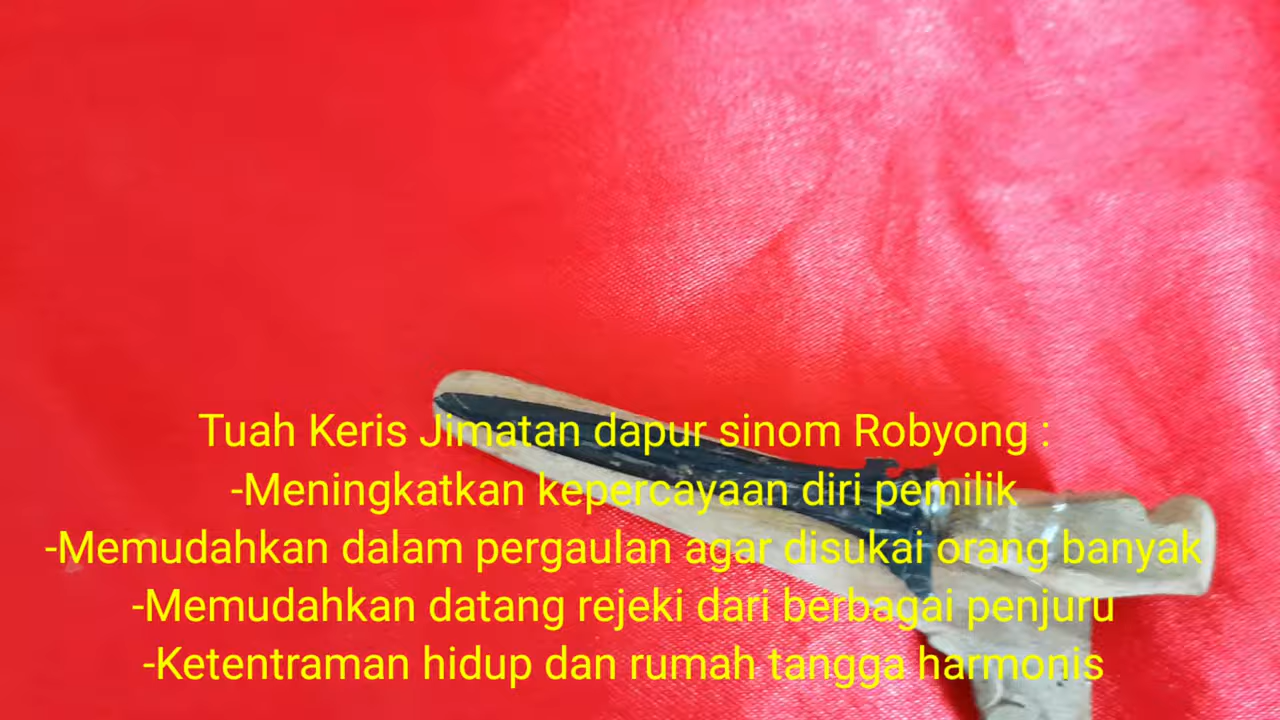 Tuah Keris Jimatan dapur sinom Robyong :
-Meningkatkan kepercayaan diri pemilik
-Memudahkan dalam pergaulan agar disukai orang banyak
-Memudahkan datang rejeki dari berbagai penjuru
-Ketentraman hidup dan rumah tangga harmonis